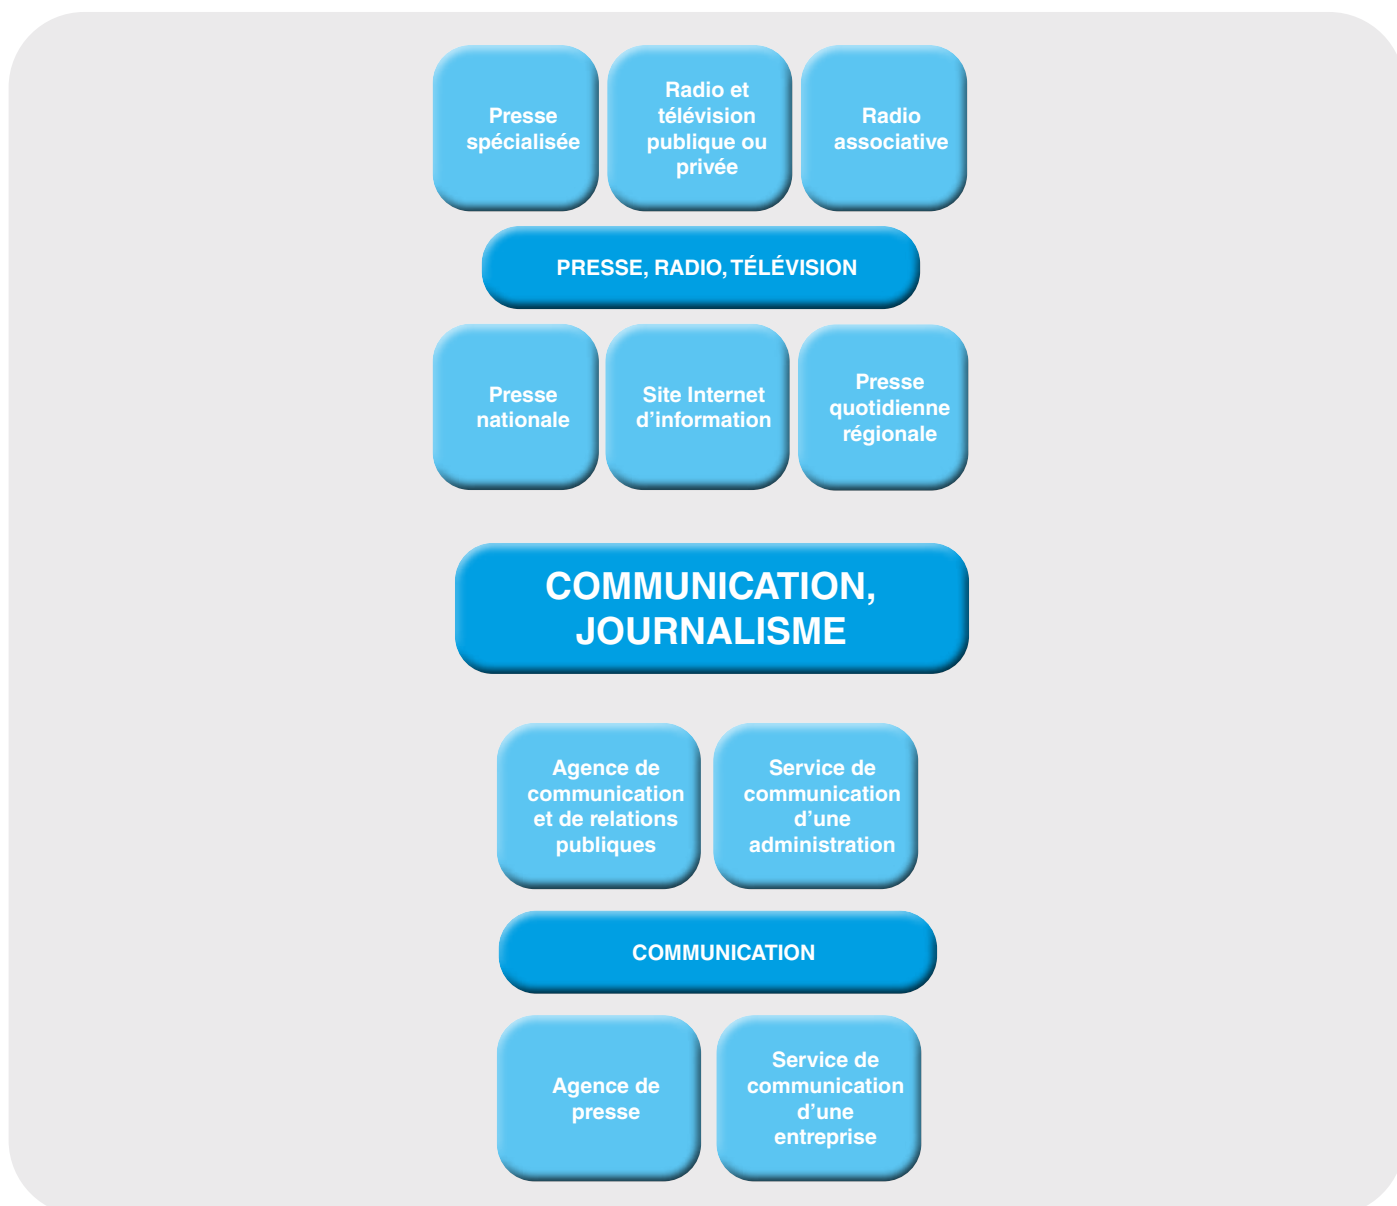 Presse
spécialisée
Radio et
télévision
publique ou
privée
Radio
associative
PRESSE, RADIO, TÉLÉVISION
Presse
nationale
Site Internet
d’information
Presse
quotidienne
régionale
COMMUNICATION,
JOURNALISME
Agence de
communication
et de relations
publiques
Service de
communication
d’une
administration
COMMUNICATION
Agence de
presse
Service de
communication
d’une
entreprise